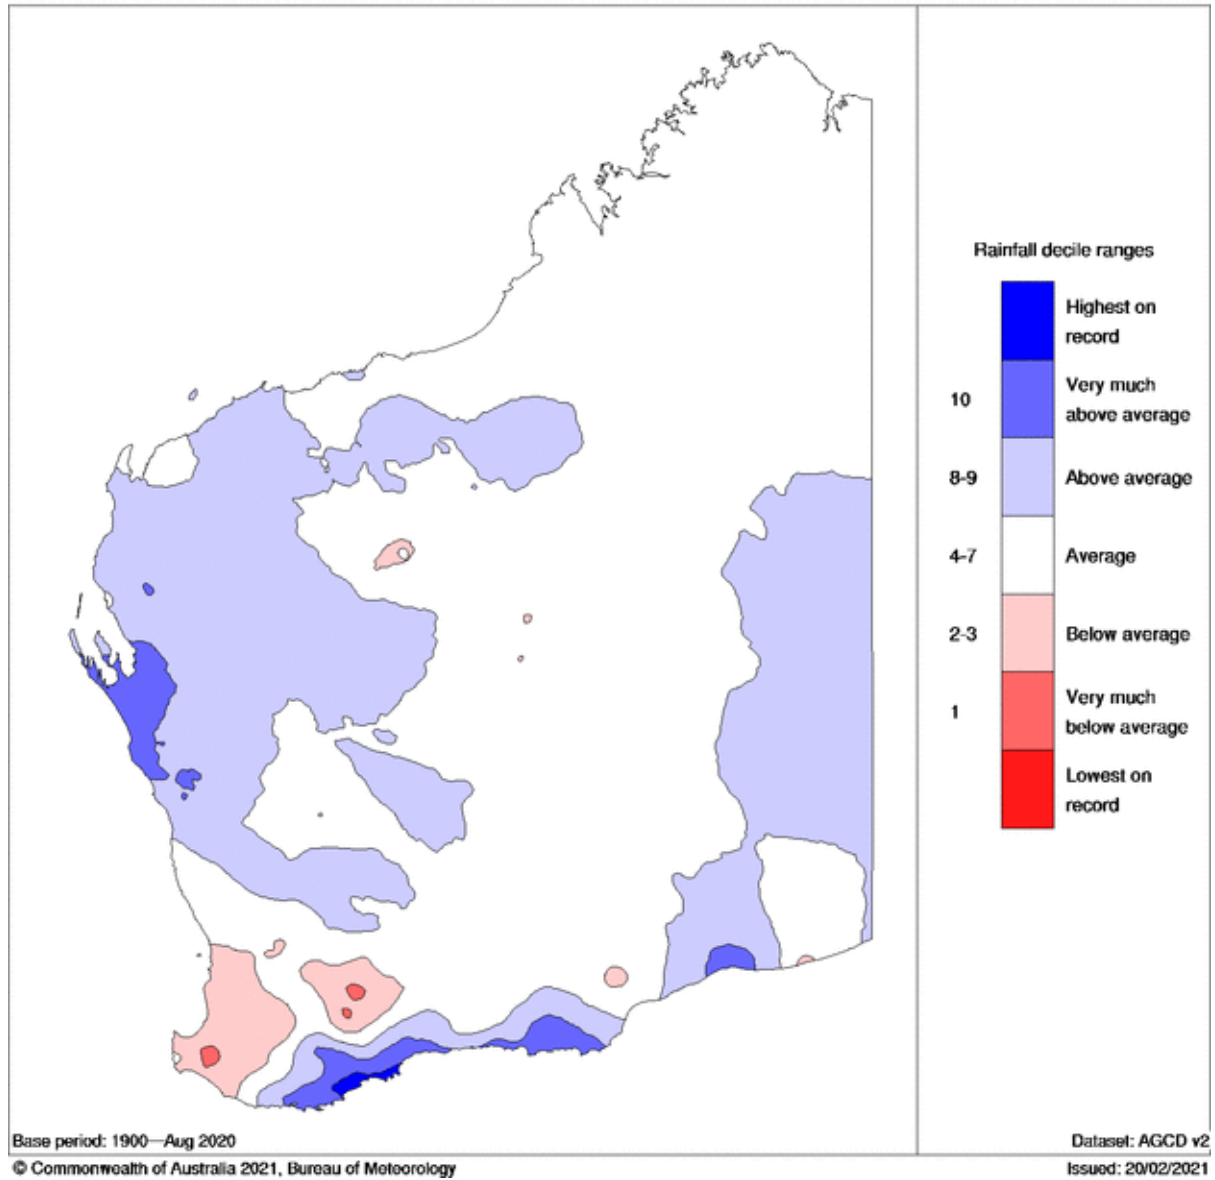 Rainfall decile ranges
Highest on
record
10
Very much
above average
8-9
Above average
4-7
Average
2-3
Below average
1
Very much
below average
Lowest on
record
Base period: 1900—Aug 2020
Dataset: AGCD v2
© Commonwealth of Australia 2021, Bureau of Meteorology
Issued: 20/02/2021